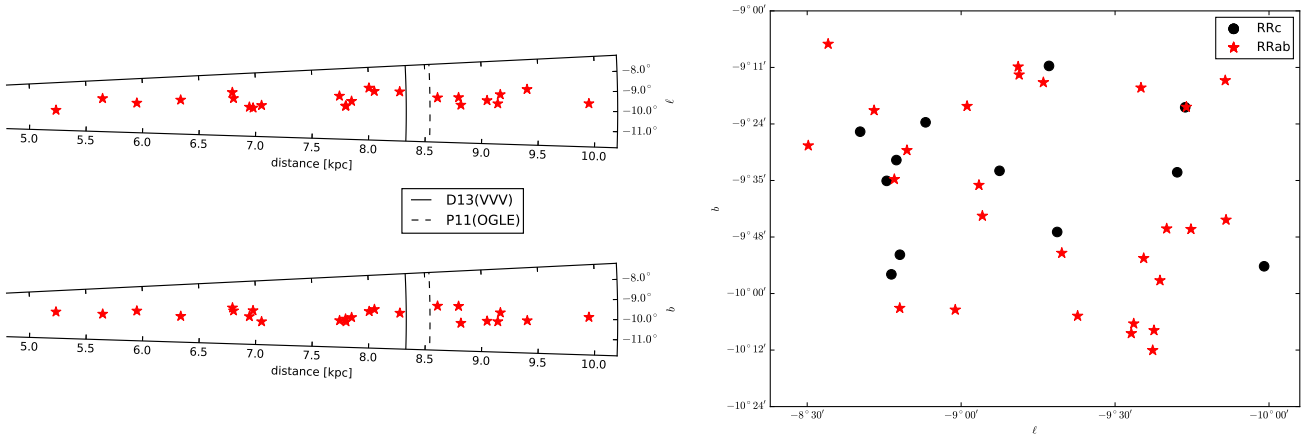 −8.0°
−9.0°
−10.0°
−11.0°
ℓ
5.0 5.5 6.0 6.5 7.0 7.5 8.0 8.5 9.0 9.5 10.0
distance [kpc]
D13(VVV)
P11(OGLE)
−8.0°
−9.0°
−10.0°
−11.0°
b
5.0 5.5 6.0 6.5 7.0 7.5 8.0 8.5 9.0 9.5 10.0
distance [kpc]
RRc
RRab
−9°00′
−9°11′
−9°24′
−9°35′
−9°48′
−10°00′
−10°12′
−10°24′
b
−8°30′ −9°00′ −9°30′ −10°00′
ℓ